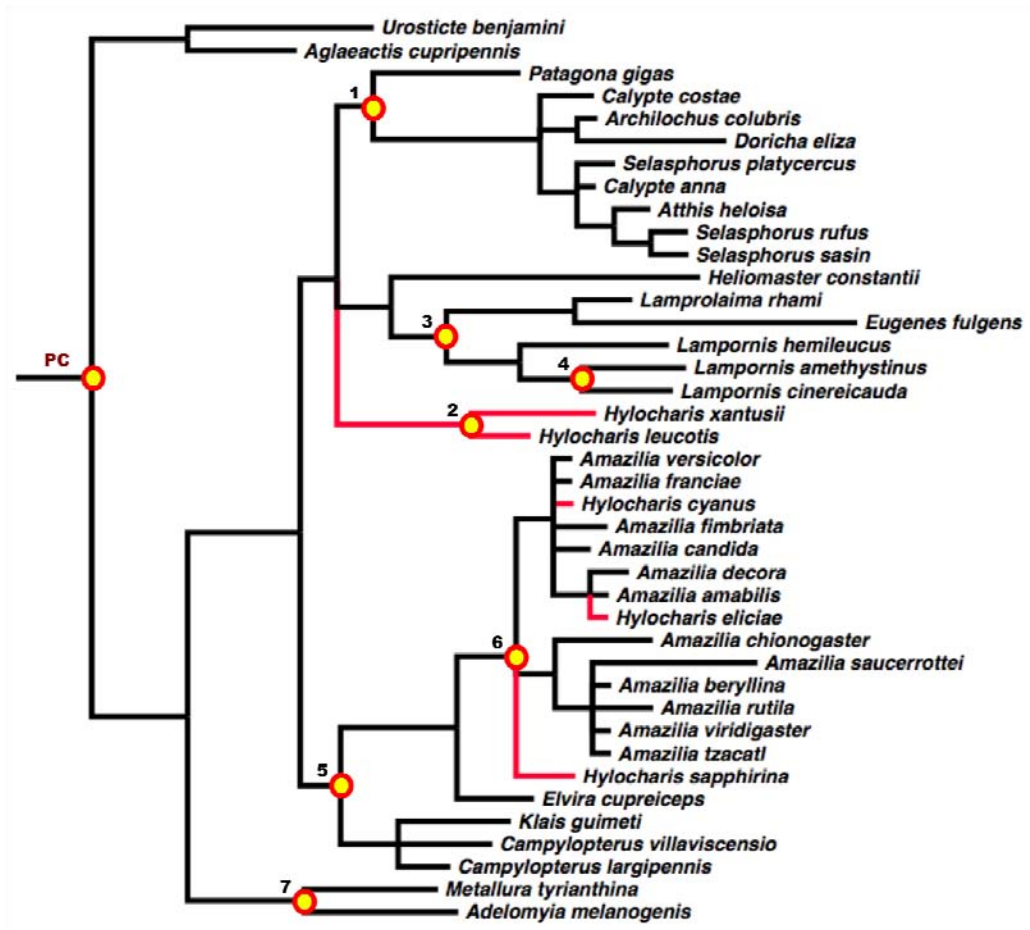 Urosticte benjamini
Aglaeactis cupripennis
Patagona gigas
1
Calypte costae
Archilochus colubris
Doricha eliza
Selasphorus platycercus
Calypte anna
Atthis heloisa
Selasphorus rufus
Selasphorus sasin
Heliomaster constantii
Lamprolaima rhami
3
Eugenes fulgens
Lampornis hemileucus
PC
4
Lampornis amethystinus
Lampornis cinereicauda
2
Hylocharis xantusii
Hylocharis leucotis
Amazilia versicolor
Amazilia franciae
Hylocharis cyanus
Amazilia fimbriata
Amazilia candida
Amazilia decora
Amazilia amabilis
Hylocharis eliciae
6
Amazilia chionogaster
Amazilia saucerrottei
Amazilia beryllina
Amazilia rutila
Amazilia viridigaster
Amazilia tzacatl
5
Hylocharis sapphirina
Elvira cupreiceps
Klais guimeti
Campylopterus villaviscensio
Campylopterus largipennis
7
Metallura tyrianthina
Adelomyia melanogenis